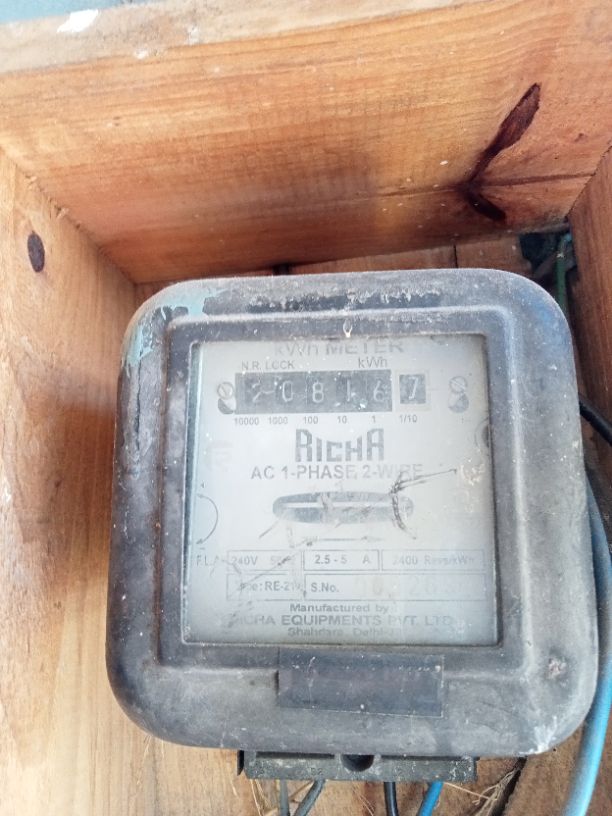 kWh METER
N.R. LOCK kWh
2 0 8 1 6 7
10000 1000 100 10 1 1/10
RICHA
AC 1-PHASE 2-WIRE
240V 2.5 - 5 A 2400 Revs/kWh
RE-21 S.No.
Manufactured by
RICHA EQUIPMENTS PVT. LTD.
Shahdara, Delhi